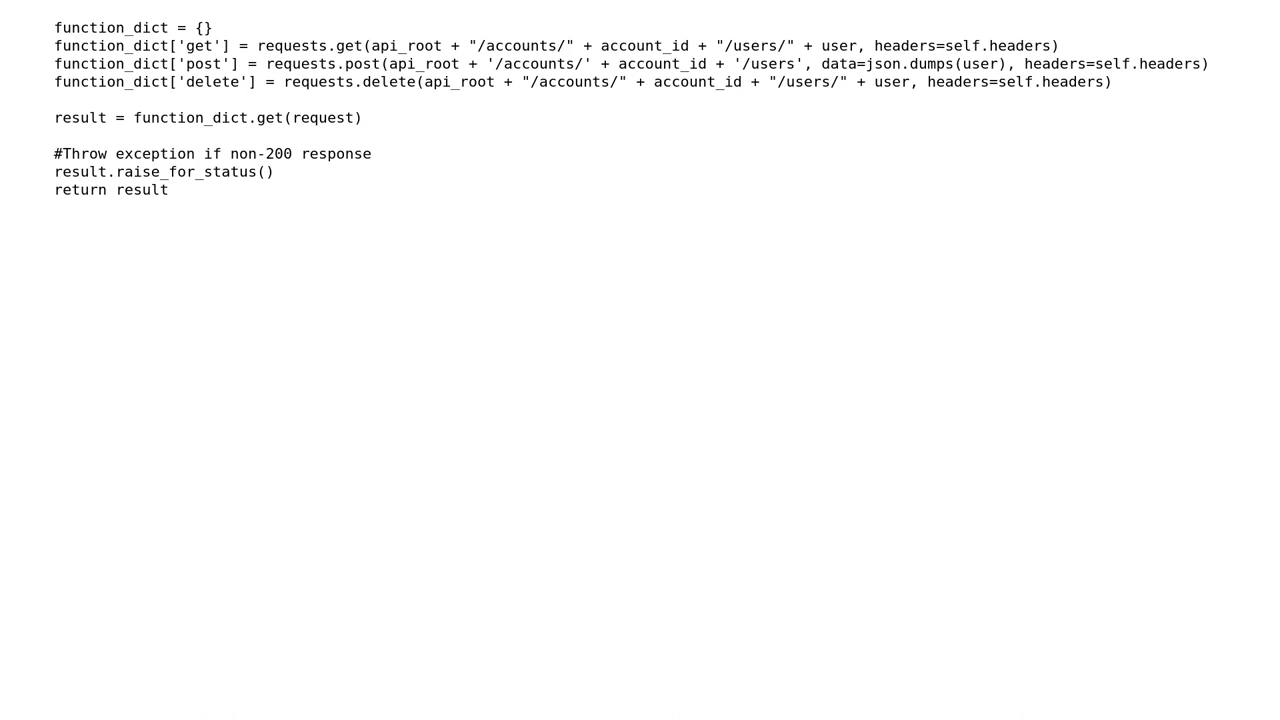 function_dict = {}
function_dict['get'] = requests.get(api_root + "/accounts/" + account_id + "/users/" + user, headers=self.headers)
function_dict['post'] = requests.post(api_root + '/accounts/' + account_id + '/users', data=json.dumps(user), headers=self.headers)
function_dict['delete'] = requests.delete(api_root + "/accounts/" + account_id + "/users/" + user, headers=self.headers)
result = function_dict.get(request)
#Throw exception if non-200 response
result.raise_for_status()
return result